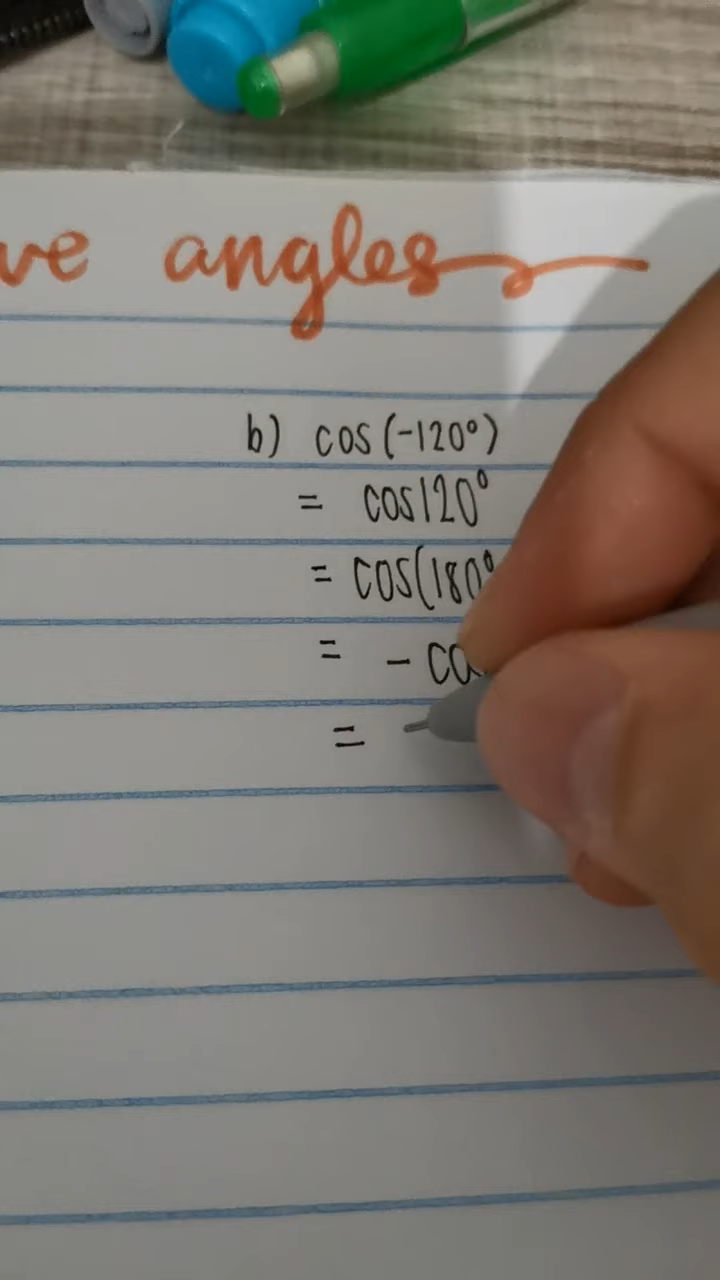 ve angles
b) cos(-120°)
= cos120°
= cos(180°
= - co
=